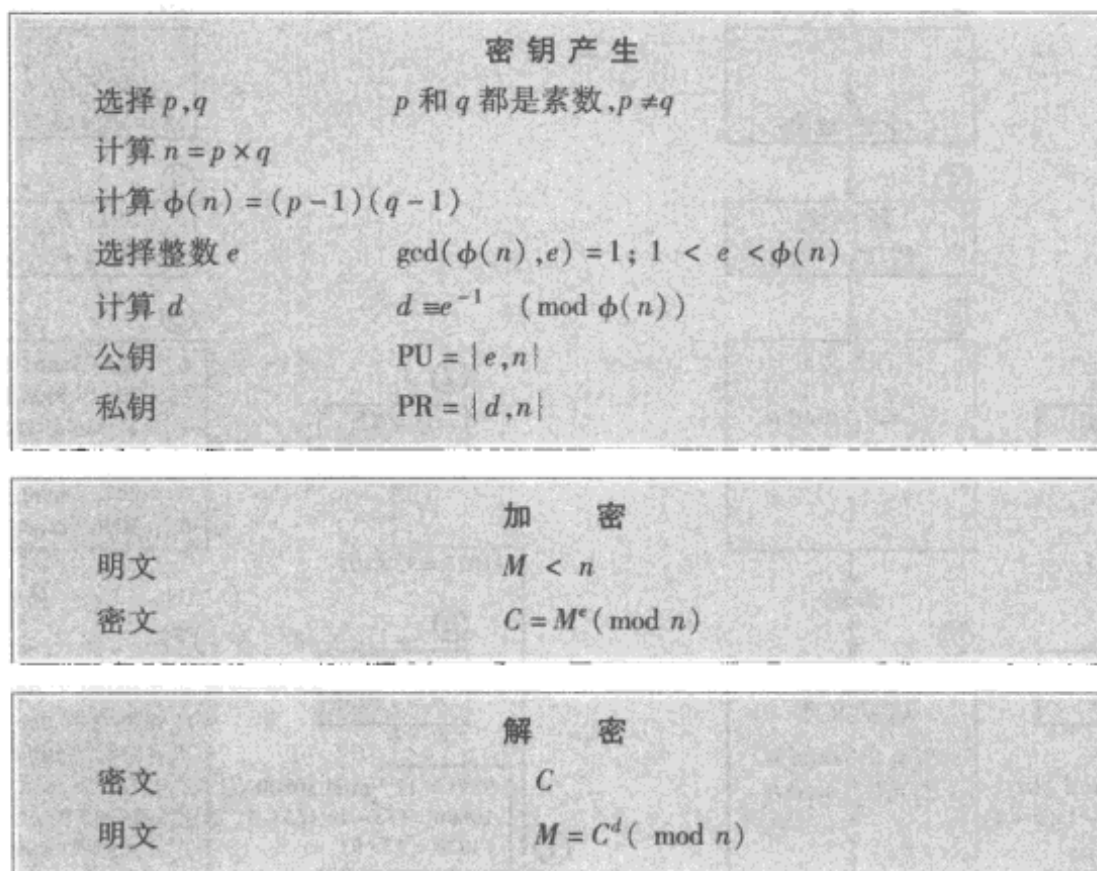 密钥产生
选择 p,q p 和 q 都是素数,p≠q
计算 n=p×q
计算 ϕ(n)=(p-1)(q-1)
选择整数 e gcd(ϕ(n),e)=1; 1 < e <ϕ(n)
计算 d d≡e⁻¹ (mod ϕ(n))
公钥 PU={e,n}
私钥 PR={d,n}
加 密
明文 M < n
密文 C=Mᵉ(mod n)
解 密
密文 C
明文 M=Cᵈ( mod n)